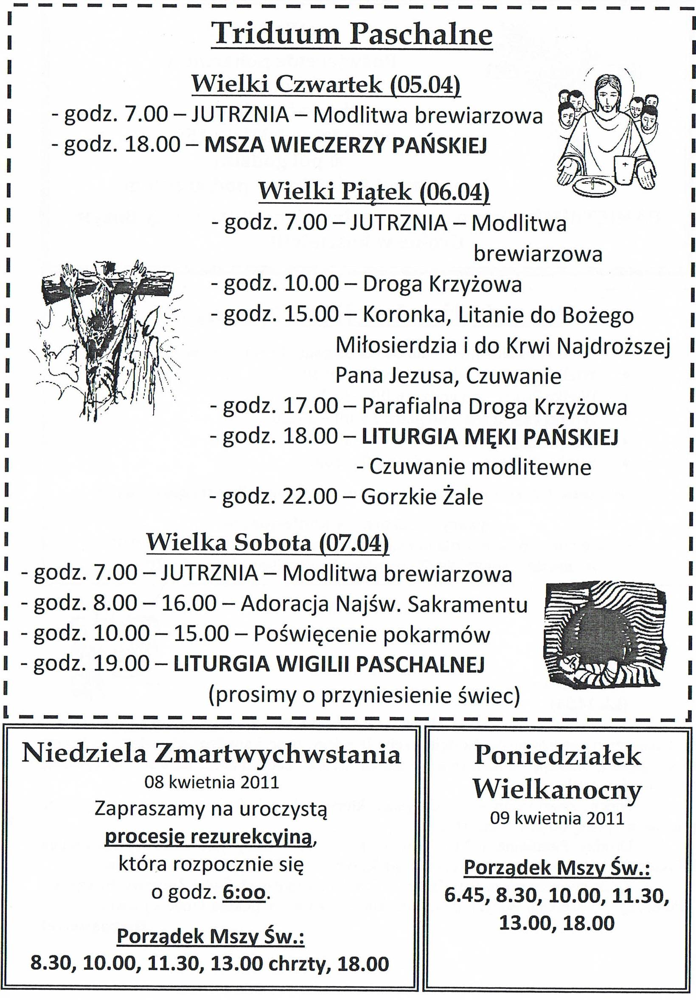 Triduum Paschalne
Wielki Czwartek (05.04)
- godz. 7.00 – JUTRZNIA – Modlitwa brewiarzowa
- godz. 18.00 – MSZA WIECZERZY PAŃSKIEJ
Wielki Piątek (06.04)
- godz. 7.00 – JUTRZNIA – Modlitwa
brewiarzowa
- godz. 10.00 – Droga Krzyżowa
- godz. 15.00 – Koronka, Litanie do Bożego
Miłosierdzia i do Krwi Najdroższej
Pana Jezusa, Czuwanie
- godz. 17.00 – Parafialna Droga Krzyżowa
- godz. 18.00 – LITURGIA MĘKI PAŃSKIEJ
- Czuwanie modlitewne
- godz. 22.00 – Gorzkie Żale
Wielka Sobota (07.04)
- godz. 7.00 – JUTRZNIA – Modlitwa brewiarzowa
- godz. 8.00 – 16.00 – Adoracja Najśw. Sakramentu
- godz. 10.00 – 15.00 – Poświęcenie pokarmów
- godz. 19.00 – LITURGIA WIGILII PASCHALNEJ
(prosimy o przyniesienie świec)
Niedziela Zmartwychwstania
08 kwietnia 2011
Zapraszamy na uroczystą
procesję rezurekcyjną,
która rozpocznie się
o godz. 6:oo.
Porządek Mszy Św.:
8.30, 10.00, 11.30, 13.00 chrzty, 18.00
Poniedziałek
Wielkanocny
09 kwietnia 2011
Porządek Mszy Św.:
6.45, 8.30, 10.00, 11.30,
13.00, 18.00